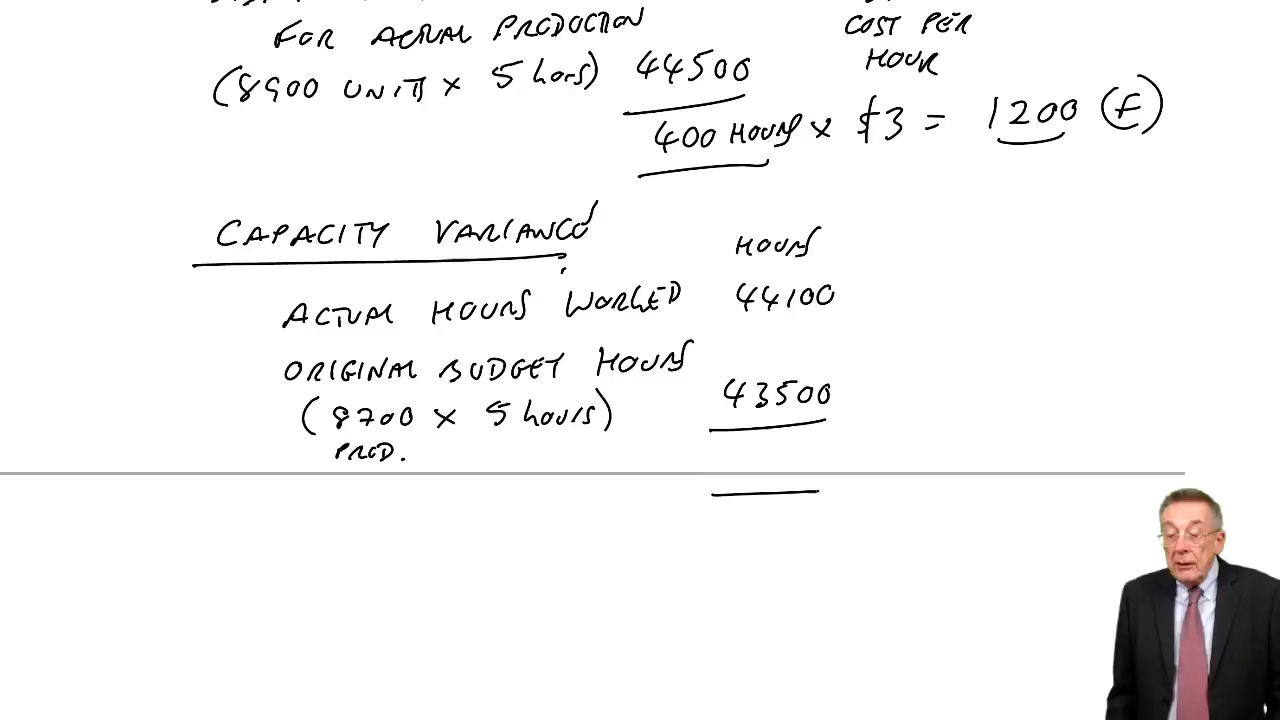 FOR ACTUAL PRODUCTION
(8900 UNITS × 5 hours) 44500
COST PER
HOUR
400 HOURS × $3 = 1200 (F)
CAPACITY VARIANCE
HOURS
ACTUAL HOURS WORKED 44100
ORIGINAL BUDGET HOURS
(8700 × 5 hours) 43500
PROD.